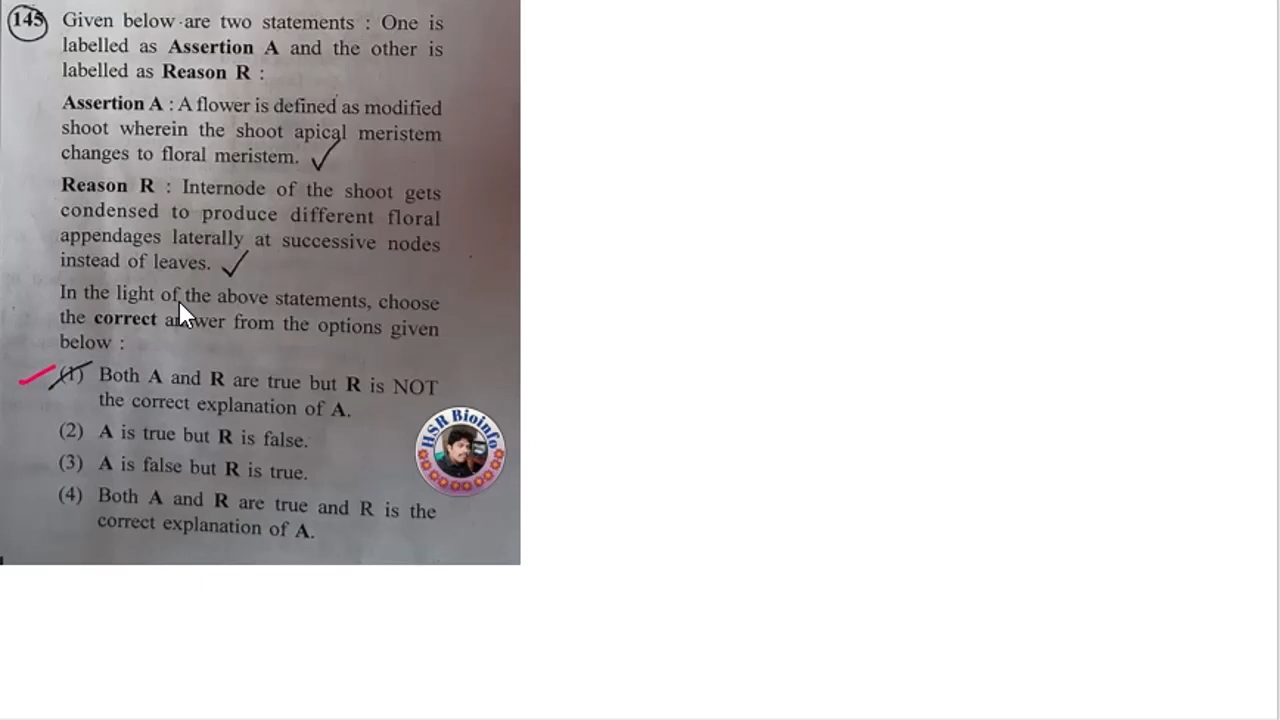 145 Given below are two statements : One is
labelled as Assertion A and the other is
labelled as Reason R :
Assertion A : A flower is defined as modified
shoot wherein the shoot apical meristem
changes to floral meristem.
Reason R : Internode of the shoot gets
condensed to produce different floral
appendages laterally at successive nodes
instead of leaves.
In the light of the above statements, choose
the correct answer from the options given
below :
(1) Both A and R are true but R is NOT
the correct explanation of A.
(2) A is true but R is false.
(3) A is false but R is true.
(4) Both A and R are true and R is the
correct explanation of A.
HSR Bioinfo